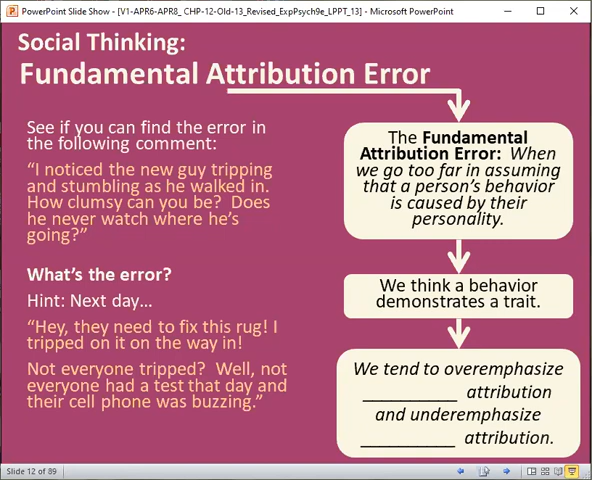 PowerPoint Slide Show - [V1-APR6-APR8_ CHP-12-Old-13_Revised_ExpPsych9e_LPPT_13] - Microsoft PowerPoint
Social Thinking:
Fundamental Attribution Error
See if you can find the error in
the following comment:
“I noticed the new guy tripping
and stumbling as he walked in.
How clumsy can you be? Does
he never watch where he’s
going?”
What’s the error?
Hint: Next day…
“Hey, they need to fix this rug! I
tripped on it on the way in!
Not everyone tripped? Well, not
everyone had a test that day and
their cell phone was buzzing.”
The Fundamental
Attribution Error: When
we go too far in assuming
that a person’s behavior
is caused by their
personality.
We think a behavior
demonstrates a trait.
We tend to overemphasize
__________ attribution
and underemphasize
__________ attribution.
Slide 12 of 89